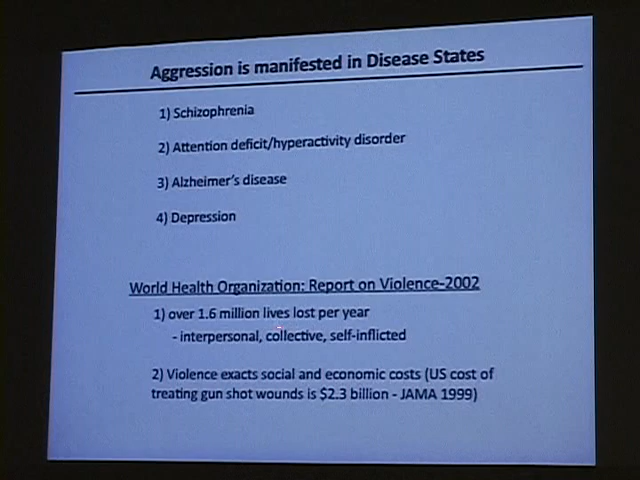 Aggression is manifested in Disease States
1) Schizophrenia
2) Attention deficit/hyperactivity disorder
3) Alzheimer's disease
4) Depression
World Health Organization: Report on Violence-2002
1) over 1.6 million lives lost per year
- interpersonal, collective, self-inflicted
2) Violence exacts social and economic costs (US cost of
treating gun shot wounds is $2.3 billion - JAMA 1999)